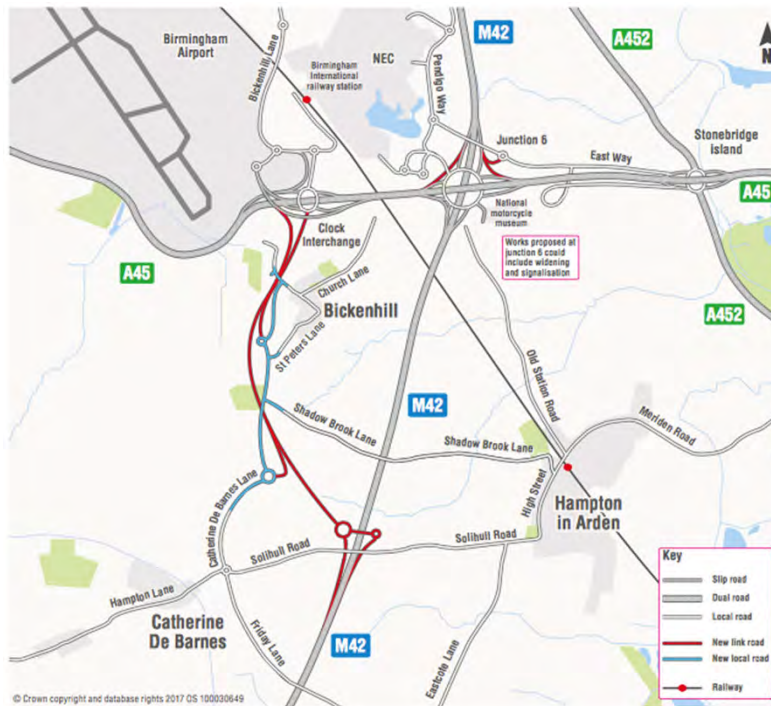 M42
A452
N
Birmingham
Airport
Bickenhill Lane
Birmingham
International
railway station
NEC
Pendigo Way
Junction 6
East Way
Stonebridge
island
A45
National
motorcycle
museum
Clock
Interchange
Works proposed at
junction 6 could
include widening
and signalisation
A45
Church Lane
Bickenhill
St Peters Lane
A452
Old Station Road
M42
Shadow Brook Lane
Shadow Brook Lane
Meriden Road
Catherine De Barnes Lane
High Street
Hampton
in Arden
Solihull Road
Solihull Road
Hampton Lane
Catherine
De Barnes
Friday Lane
M42
Eastcote Lane
Key
Slip road
Dual road
Local road
New link road
New local road
Railway
© Crown copyright and database rights 2017 OS 100030649